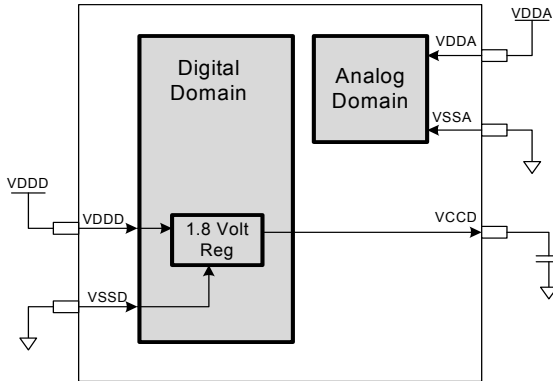 VDDA
VDDA
Digital
Domain
Analog
Domain
VSSA
VDDD
VDDD
1.8 Volt
Reg
VCCD
VSSD